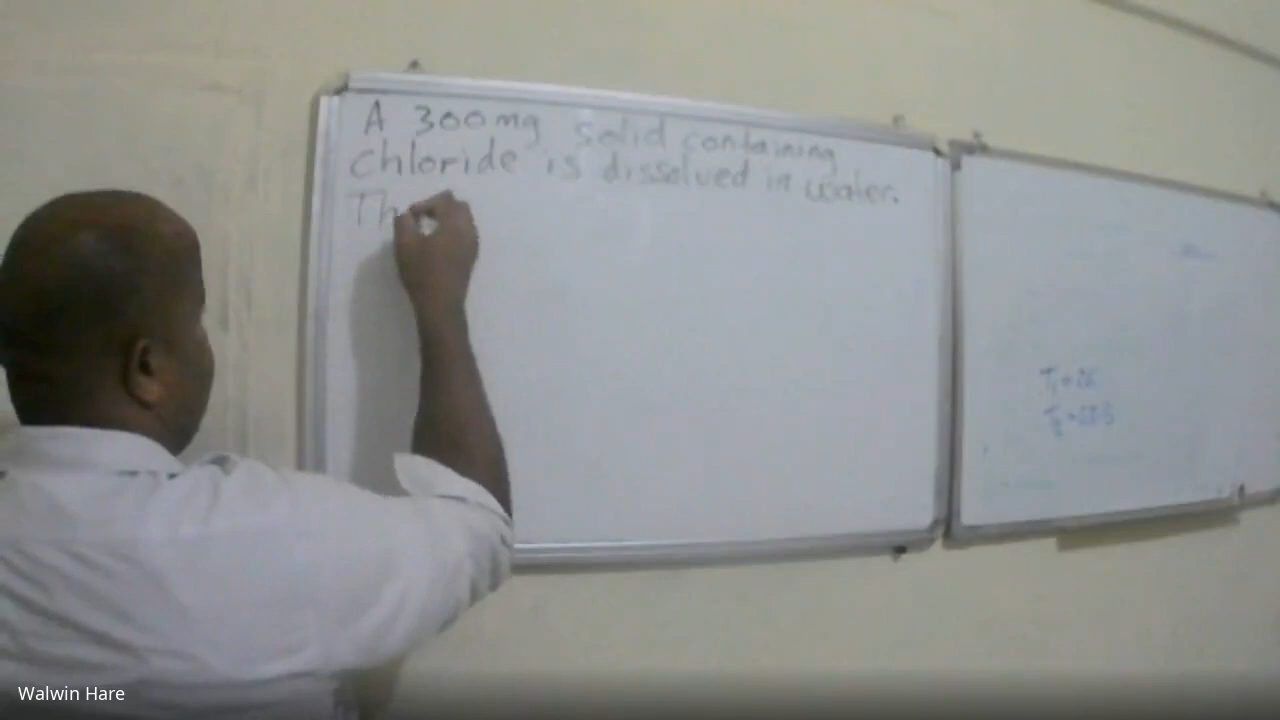 A 300mg solid containing
chloride is dissolved in water.
Th
Walwin Hare